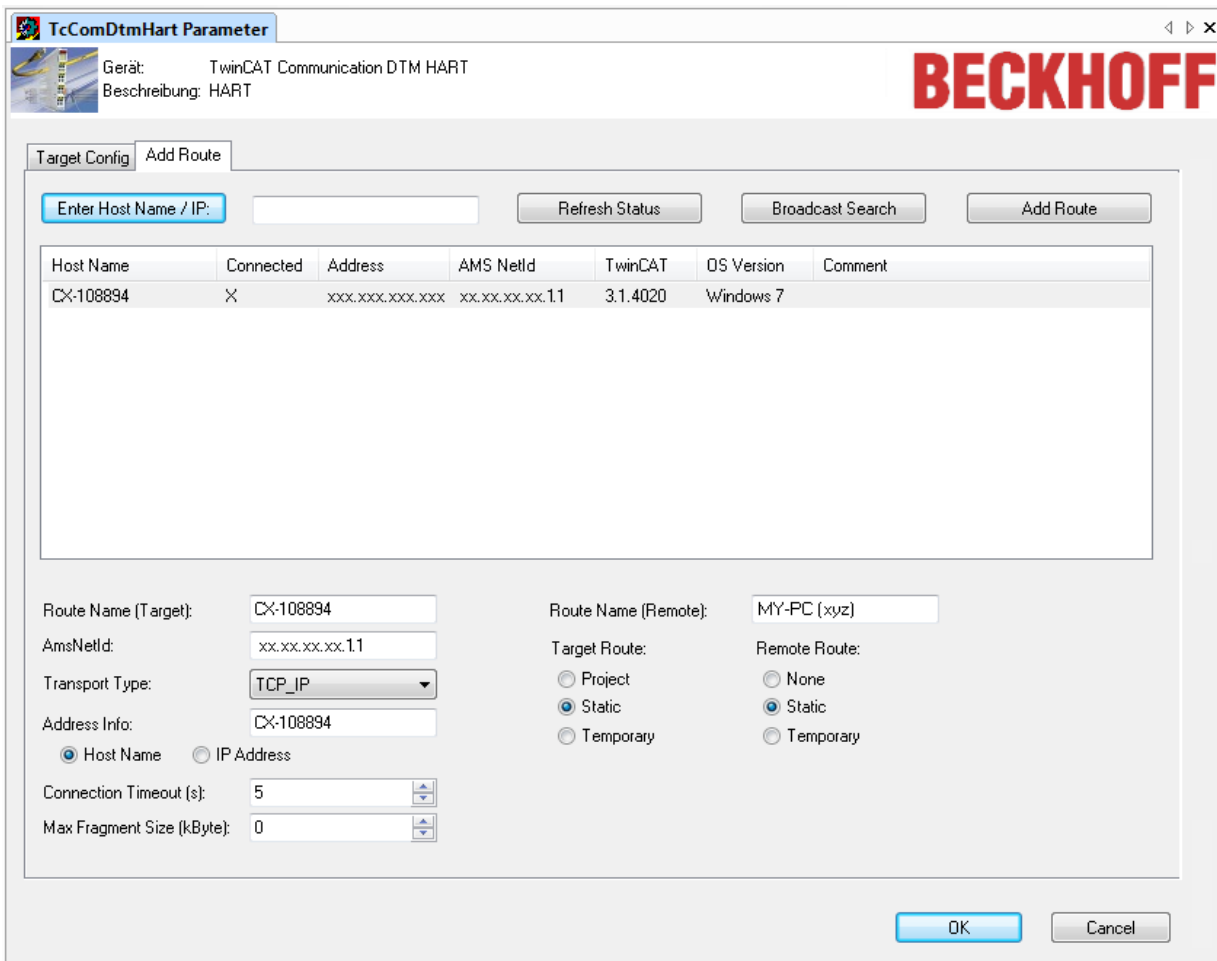 TcComDtmHart Parameter
Gerät: TwinCAT Communication DTM HART
Beschreibung: HART
BECKHOFF
Target Config Add Route
Enter Host Name / IP: Refresh Status Broadcast Search Add Route
Host Name Connected Address AMS NetId TwinCAT OS Version Comment
CX-108894 X xxx.xxx.xxx.xxx xx.xx.xx.xx.1.1 3.1.4020 Windows 7
Route Name (Target): CX-108894 Route Name (Remote): MY-PC (xyz)
AmsNetId: xx.xx.xx.xx.1.1 Target Route: Remote Route:
Transport Type: TCP_IP Project None
Address Info: CX-108894 Static Static
Host Name IP Address Temporary Temporary
Connection Timeout (s): 5
Max Fragment Size (kByte): 0
OK Cancel